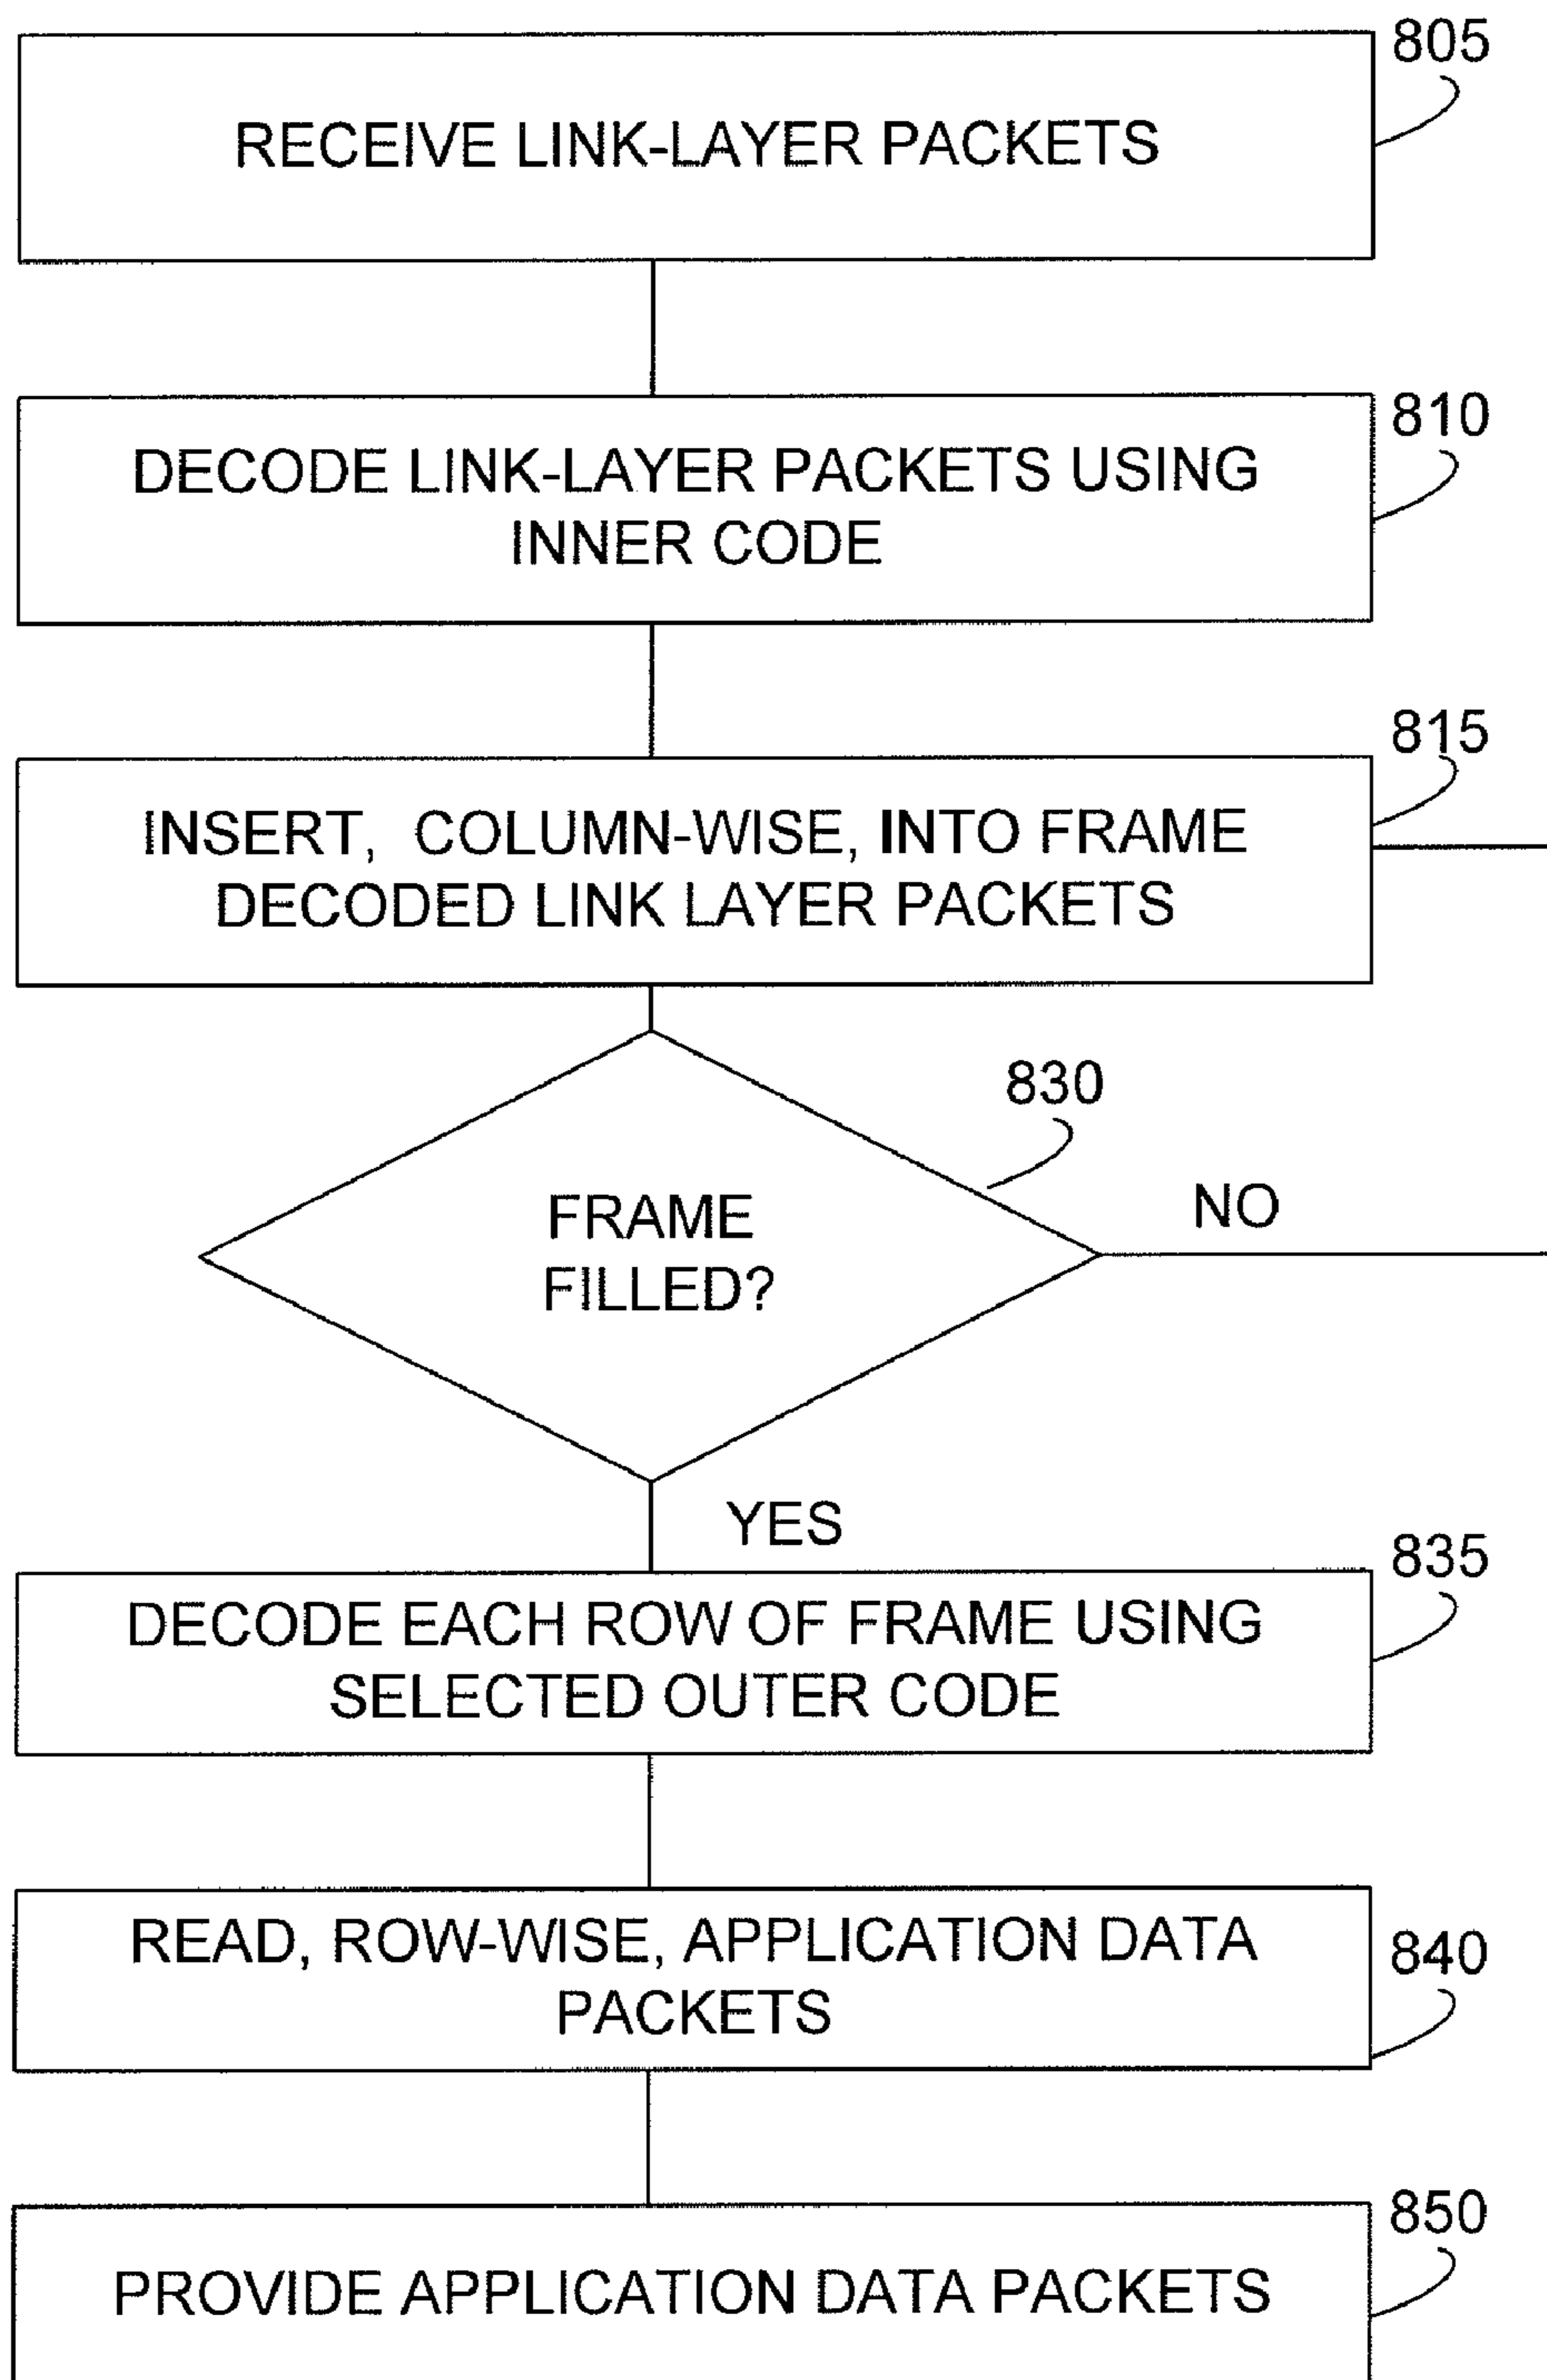 805
RECEIVE LINK-LAYER PACKETS
810
DECODE LINK-LAYER PACKETS USING
INNER CODE
815
INSERT, COLUMN-WISE, INTO FRAME
DECODED LINK LAYER PACKETS
830
FRAME
FILLED?
NO
YES
835
DECODE EACH ROW OF FRAME USING
SELECTED OUTER CODE
READ, ROW-WISE, APPLICATION DATA
PACKETS
840
850
PROVIDE APPLICATION DATA PACKETS